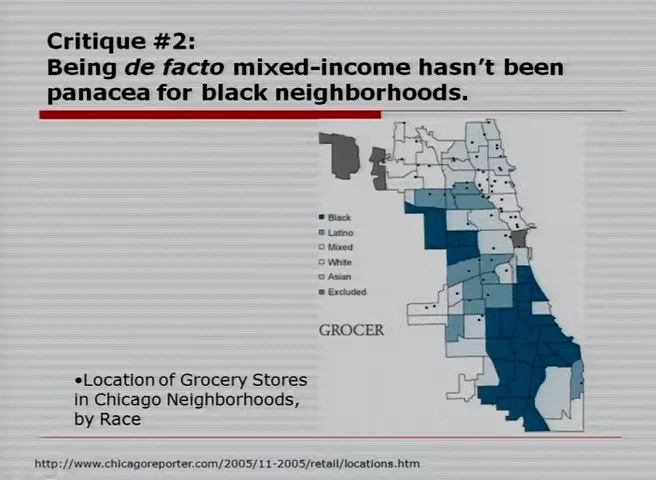 Critique #2:
Being de facto mixed-income hasn't been
panacea for black neighborhoods.
Black
Latino
Mixed
White
Asian
Excluded
GROCER
•Location of Grocery Stores
in Chicago Neighborhoods,
by Race
http://www.chicagoreporter.com/2005/11-2005/retail/locations.htm